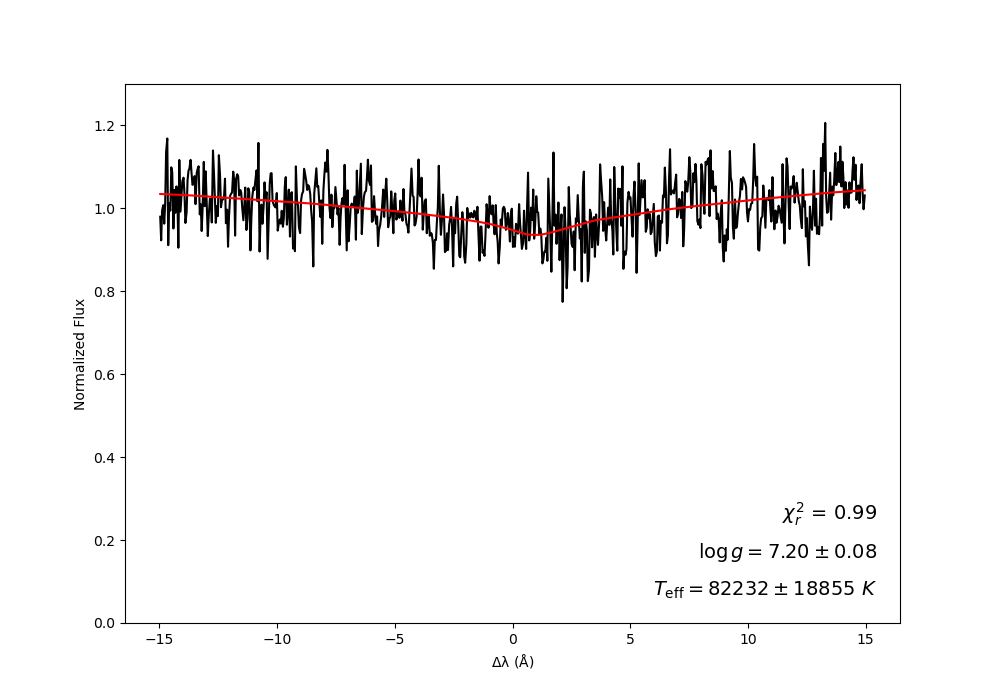 1.2
1.0
0.8
0.6
0.4
0.2
0.0
Normalized Flux
χ²ᵣ = 0.99
log g = 7.20 ± 0.08
T_eff = 82232 ± 18855 K
−15 −10 −5 0 5 10 15
Δλ (Å)